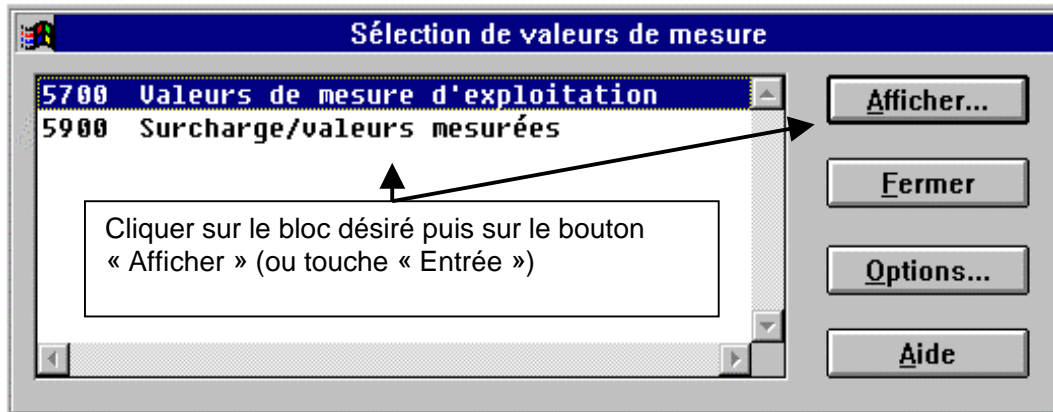 Sélection de valeurs de mesure
5700 Valeurs de mesure d'exploitation
5900 Surcharge/valeurs mesurées
Cliquer sur le bloc désiré puis sur le bouton
« Afficher » (ou touche « Entrée »)
Afficher...
Fermer
Options...
Aide